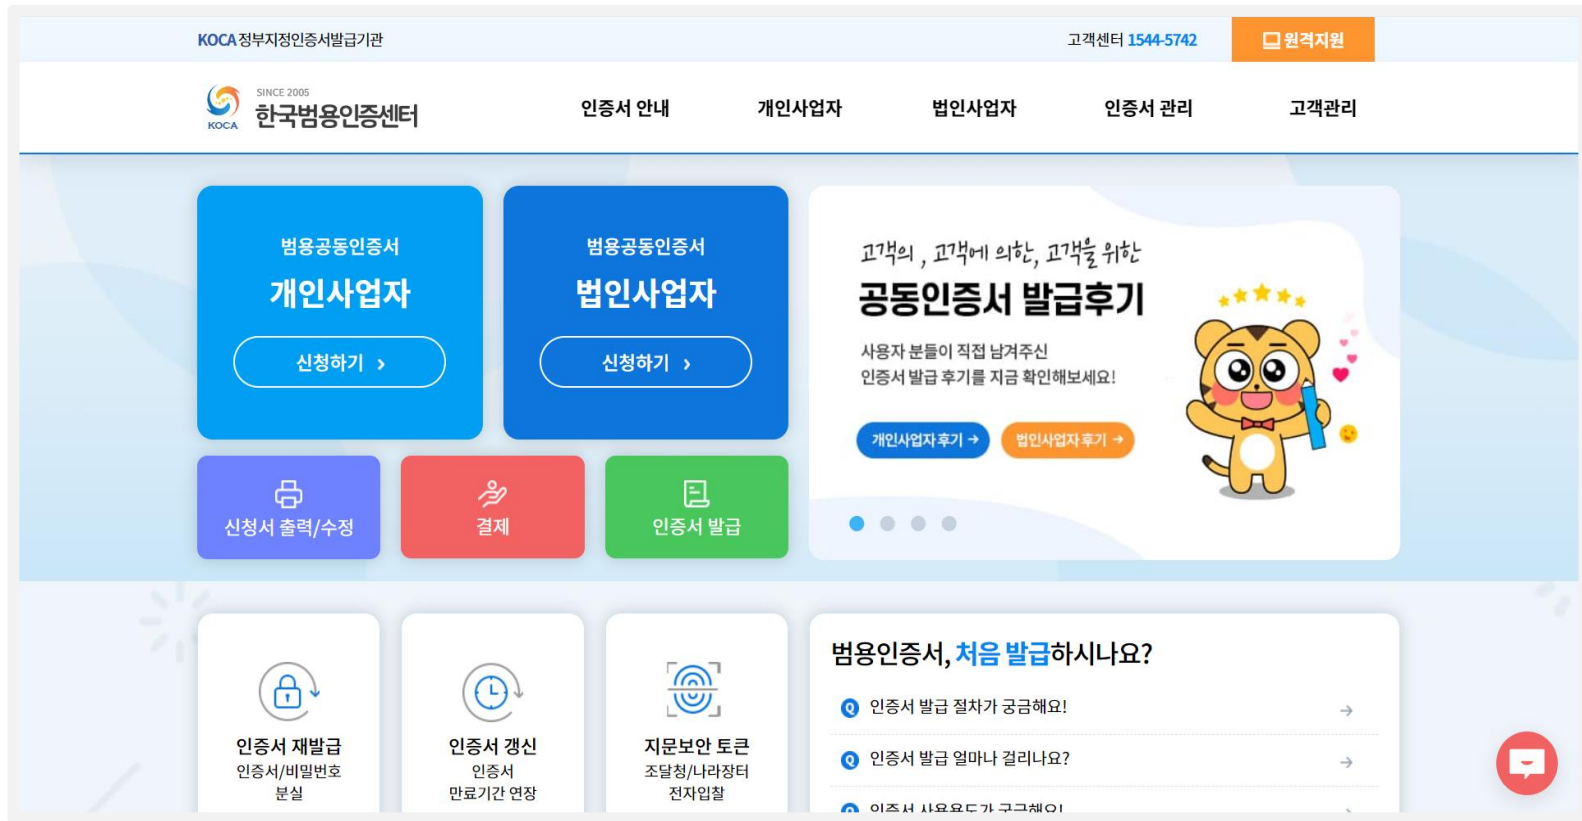 KOCA 정부지정인증서발급기관
고객센터 1544-5742
원격지원
SINCE 2005
한국범용인증센터
KOCA
인증서 안내
개인사업자
법인사업자
인증서 관리
고객관리
범용공동인증서
개인사업자
신청하기 ›
범용공동인증서
법인사업자
신청하기 ›
신청서 출력/수정
결제
인증서 발급
고객의 , 고객에 의한, 고객을 위한
공동인증서 발급후기
사용자 분들이 직접 남겨주신
인증서 발급 후기를 지금 확인해보세요!
개인사업자 후기 →
법인사업자 후기 →
인증서 재발급
인증서/비밀번호
분실
인증서 갱신
인증서
만료기간 연장
지문보안 토큰
조달청/나라장터
전자입찰
범용인증서, 처음 발급하시나요?
Q 인증서 발급 절차가 궁금해요! →
Q 인증서 발급 얼마나 걸리나요? →
Q 인증서 사용용도가 궁금해요!